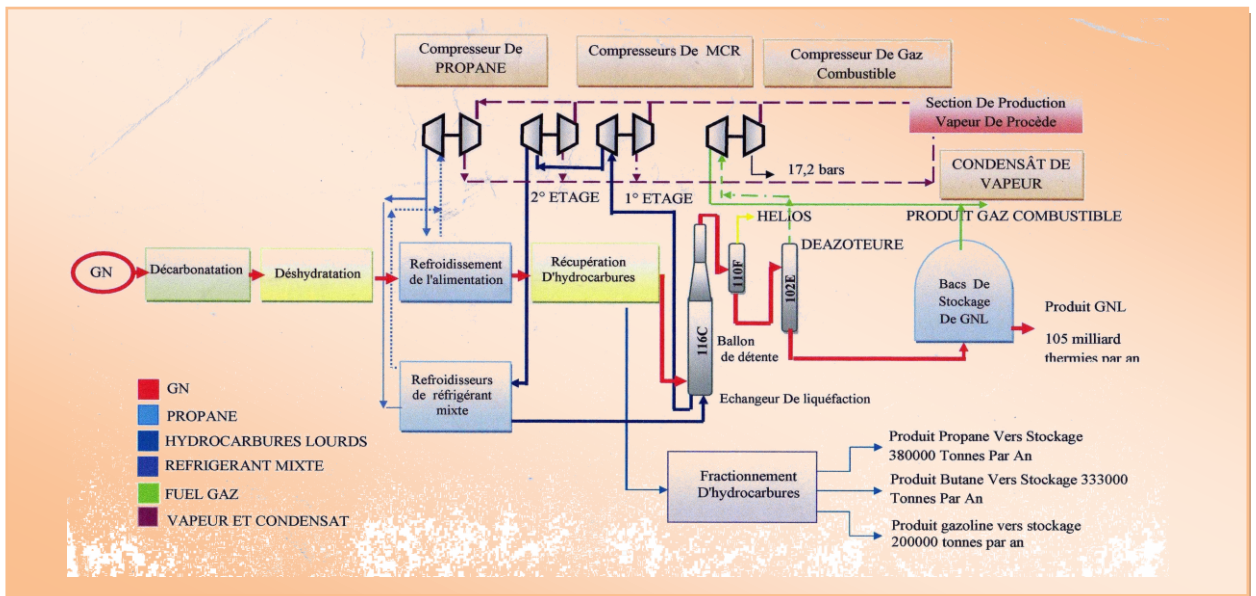 Compresseur De
PROPANE
Compresseurs De MCR
Compresseur De Gaz
Combustible
Section De Production
Vapeur De Procède
17,2 bars
CONDENSÂT DE
VAPEUR
2° ETAGE
1° ETAGE
HELIOS
PRODUIT GAZ COMBUSTIBLE
DEAZOTEURE
GN
Décarbonatation
Déshydratation
Refroidissement
de l'alimentation
Récupération
D'hydrocarbures
110F
102E
116C
Bacs De
Stockage
De GNL
Produit GNL
105 milliard
thermies par an
Ballon
de détente
Refroidisseurs
de réfrigérant
mixte
Echangeur De liquéfaction
GN
PROPANE
HYDROCARBURES LOURDS
REFRIGERANT MIXTE
FUEL GAZ
VAPEUR ET CONDENSAT
Fractionnement
D'hydrocarbures
Produit Propane Vers Stockage
380000 Tonnes Par An
Produit Butane Vers Stockage 333000
Tonnes Par An
Produit gazoline vers stockage
200000 tonnes par an